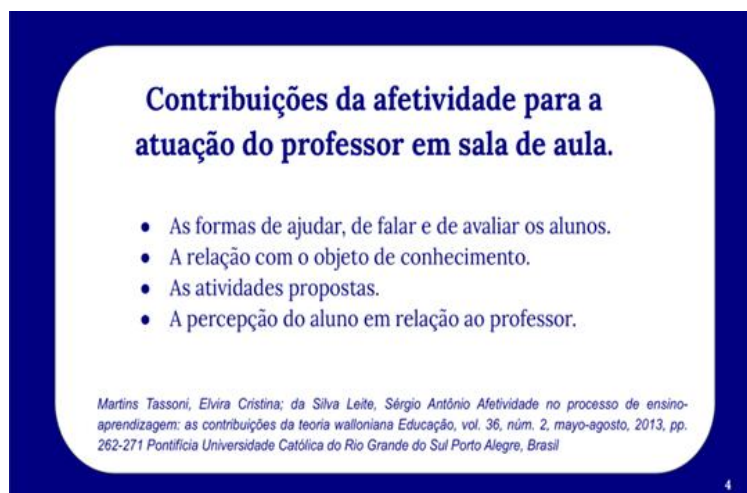 Contribuições da afetividade para a
atuação do professor em sala de aula.
● As formas de ajudar, de falar e de avaliar os alunos.
● A relação com o objeto de conhecimento.
● As atividades propostas.
● A percepção do aluno em relação ao professor.
Martins Tassoni, Elvira Cristina; da Silva Leite, Sérgio Antônio Afetividade no processo de ensino-
aprendizagem: as contribuições da teoria walloniana Educação, vol. 36, núm. 2, mayo-agosto, 2013, pp.
262-271 Pontifícia Universidade Católica do Rio Grande do Sul Porto Alegre, Brasil
4